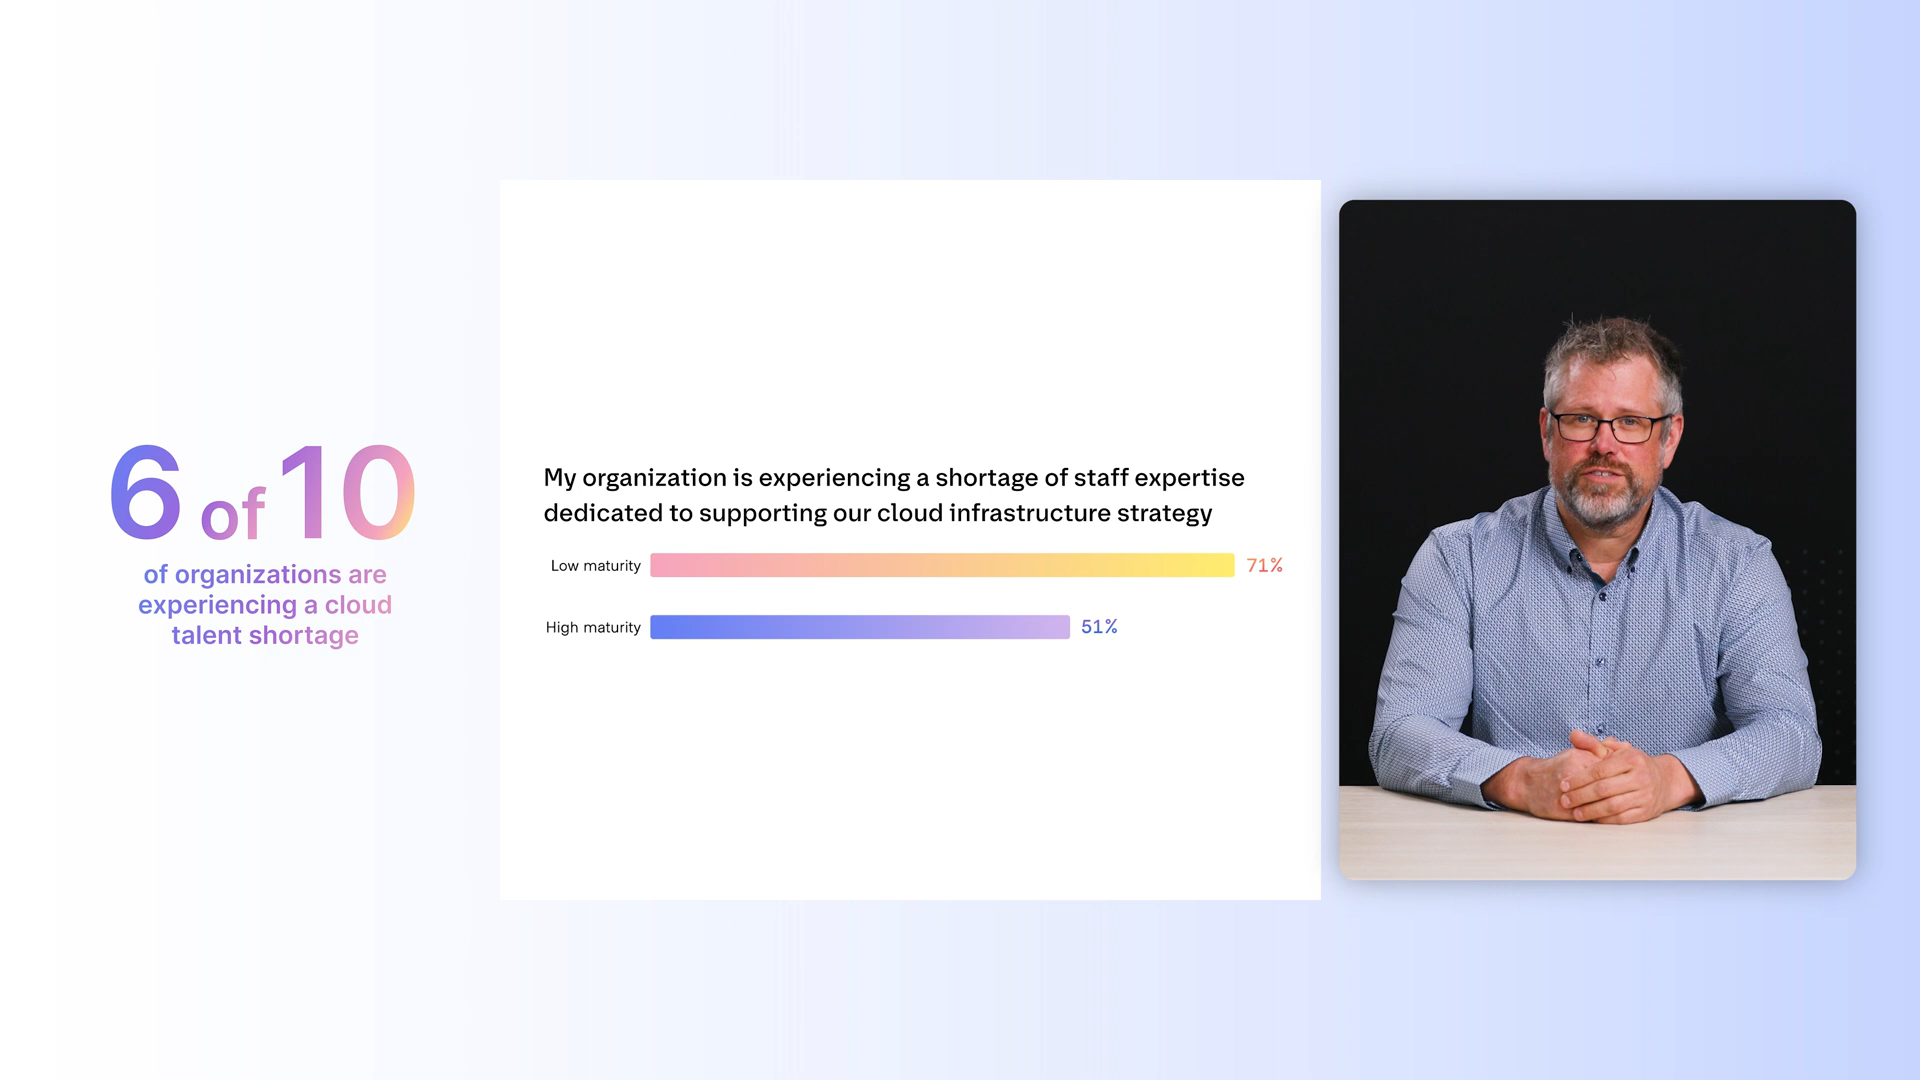 6 of 10
of organizations are
experiencing a cloud
talent shortage
My organization is experiencing a shortage of staff expertise
dedicated to supporting our cloud infrastructure strategy
Low maturity 71%
High maturity 51%